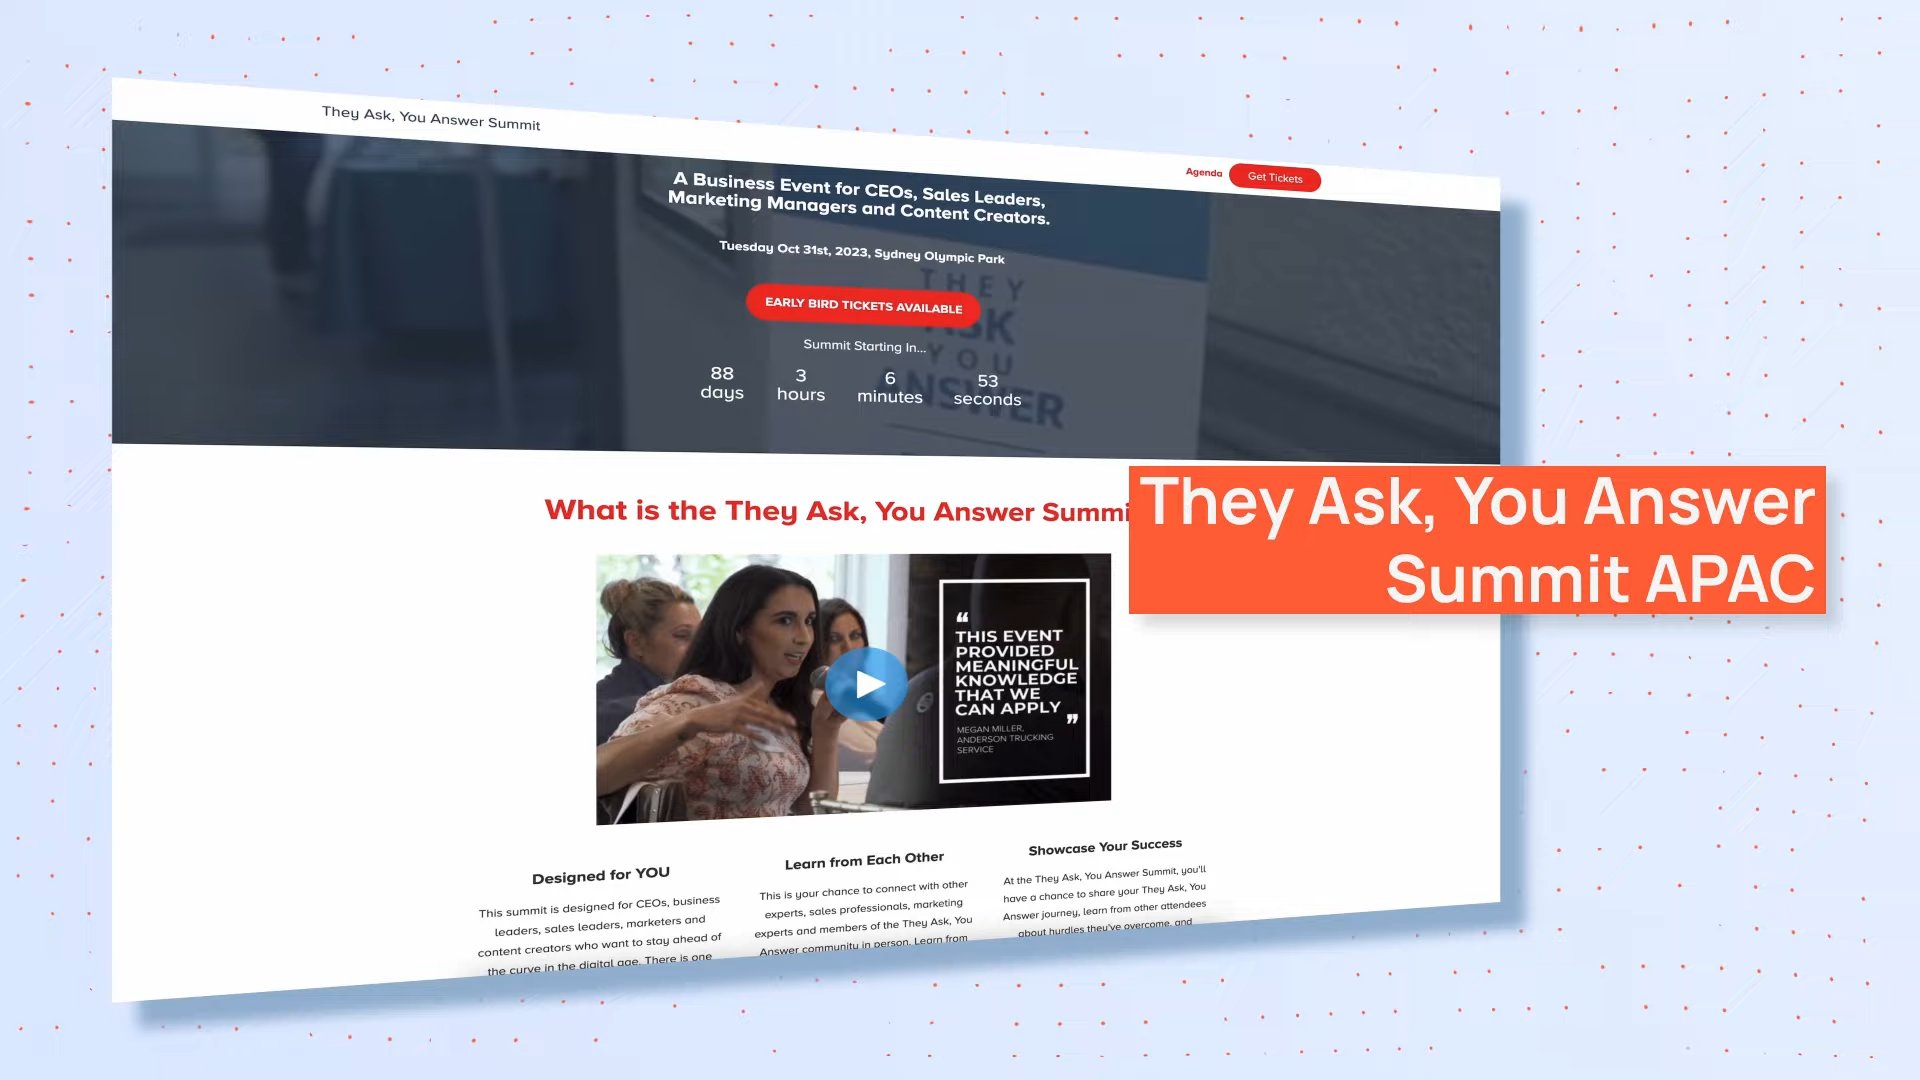 They Ask, You Answer Summit
Agenda
Get Tickets
A Business Event for CEOs, Sales Leaders,
Marketing Managers and Content Creators.
Tuesday Oct 31st, 2023, Sydney Olympic Park
EARLY BIRD TICKETS AVAILABLE
Summit Starting In...
88 3 6 53
days hours minutes seconds
THEY
ASK
YOU
ANSWER
What is the They Ask, You Answer Summi
They Ask, You Answer
Summit APAC
“
THIS EVENT
PROVIDED
MEANINGFUL
KNOWLEDGE
THAT WE
CAN APPLY
”
MEGAN MILLER,
ANDERSON TRUCKING
SERVICE
Designed for YOU
This summit is designed for CEOs, business
leaders, sales leaders, marketers and
content creators who want to stay ahead of
the curve in the digital age. There is one
Learn from Each Other
This is your chance to connect with other
experts, sales professionals, marketing
experts and members of the They Ask, You
Answer community in person. Learn from
Showcase Your Success
At the They Ask, You Answer Summit, you'll
have a chance to share your They Ask, You
Answer journey, learn from other attendees
about hurdles they've overcome, and